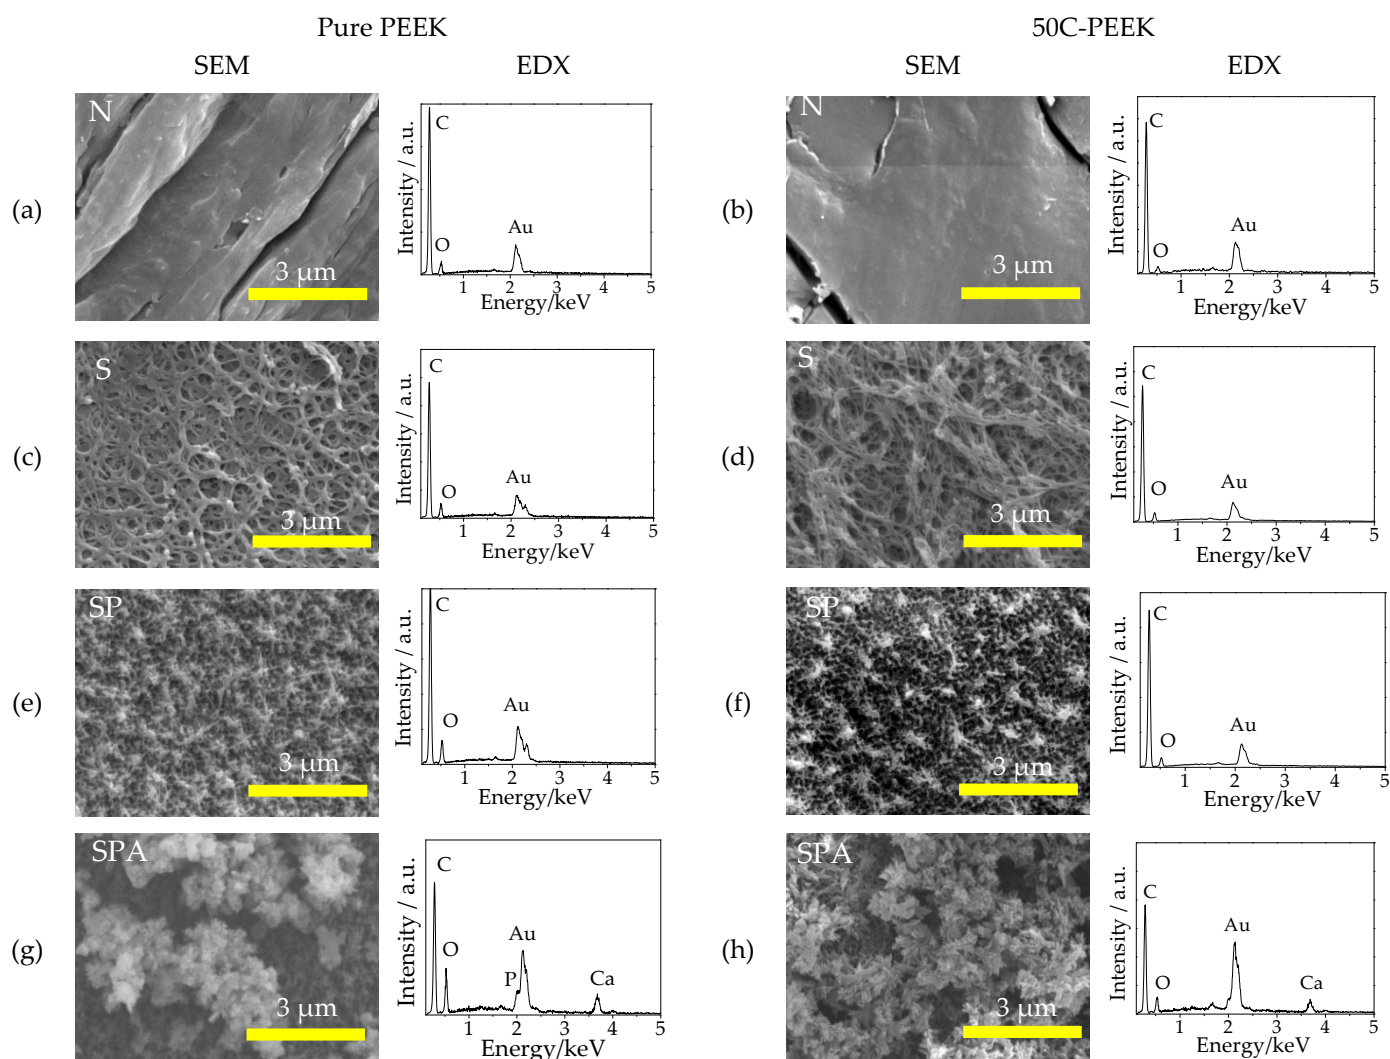 Pure PEEK 50C-PEEK
SEM EDX SEM EDX
(a)
N
3 μm
Intensity / a.u.
C
O
Au
1 2 3 4 5
Energy/keV
(b)
N
3 μm
Intensity / a.u.
C
O
Au
1 2 3 4 5
Energy/keV
(c)
S
3 μm
Intensity / a.u.
C
O
Au
1 2 3 4 5
Energy/keV
(d)
S
3 μm
Intensity / a.u.
C
O
Au
1 2 3 4 5
Energy/keV
(e)
SP
3 μm
Intensity / a.u.
C
O
Au
1 2 3 4 5
Energy/keV
(f)
SP
3 μm
Intensity / a.u.
C
O
Au
1 2 3 4 5
Energy/keV
(g)
SPA
3 μm
Intensity / a.u.
C
O
P
Au
Ca
1 2 3 4 5
Energy/keV
(h)
SPA
3 μm
Intensity / a.u.
C
O
Au
Ca
1 2 3 4 5
Energy/keV